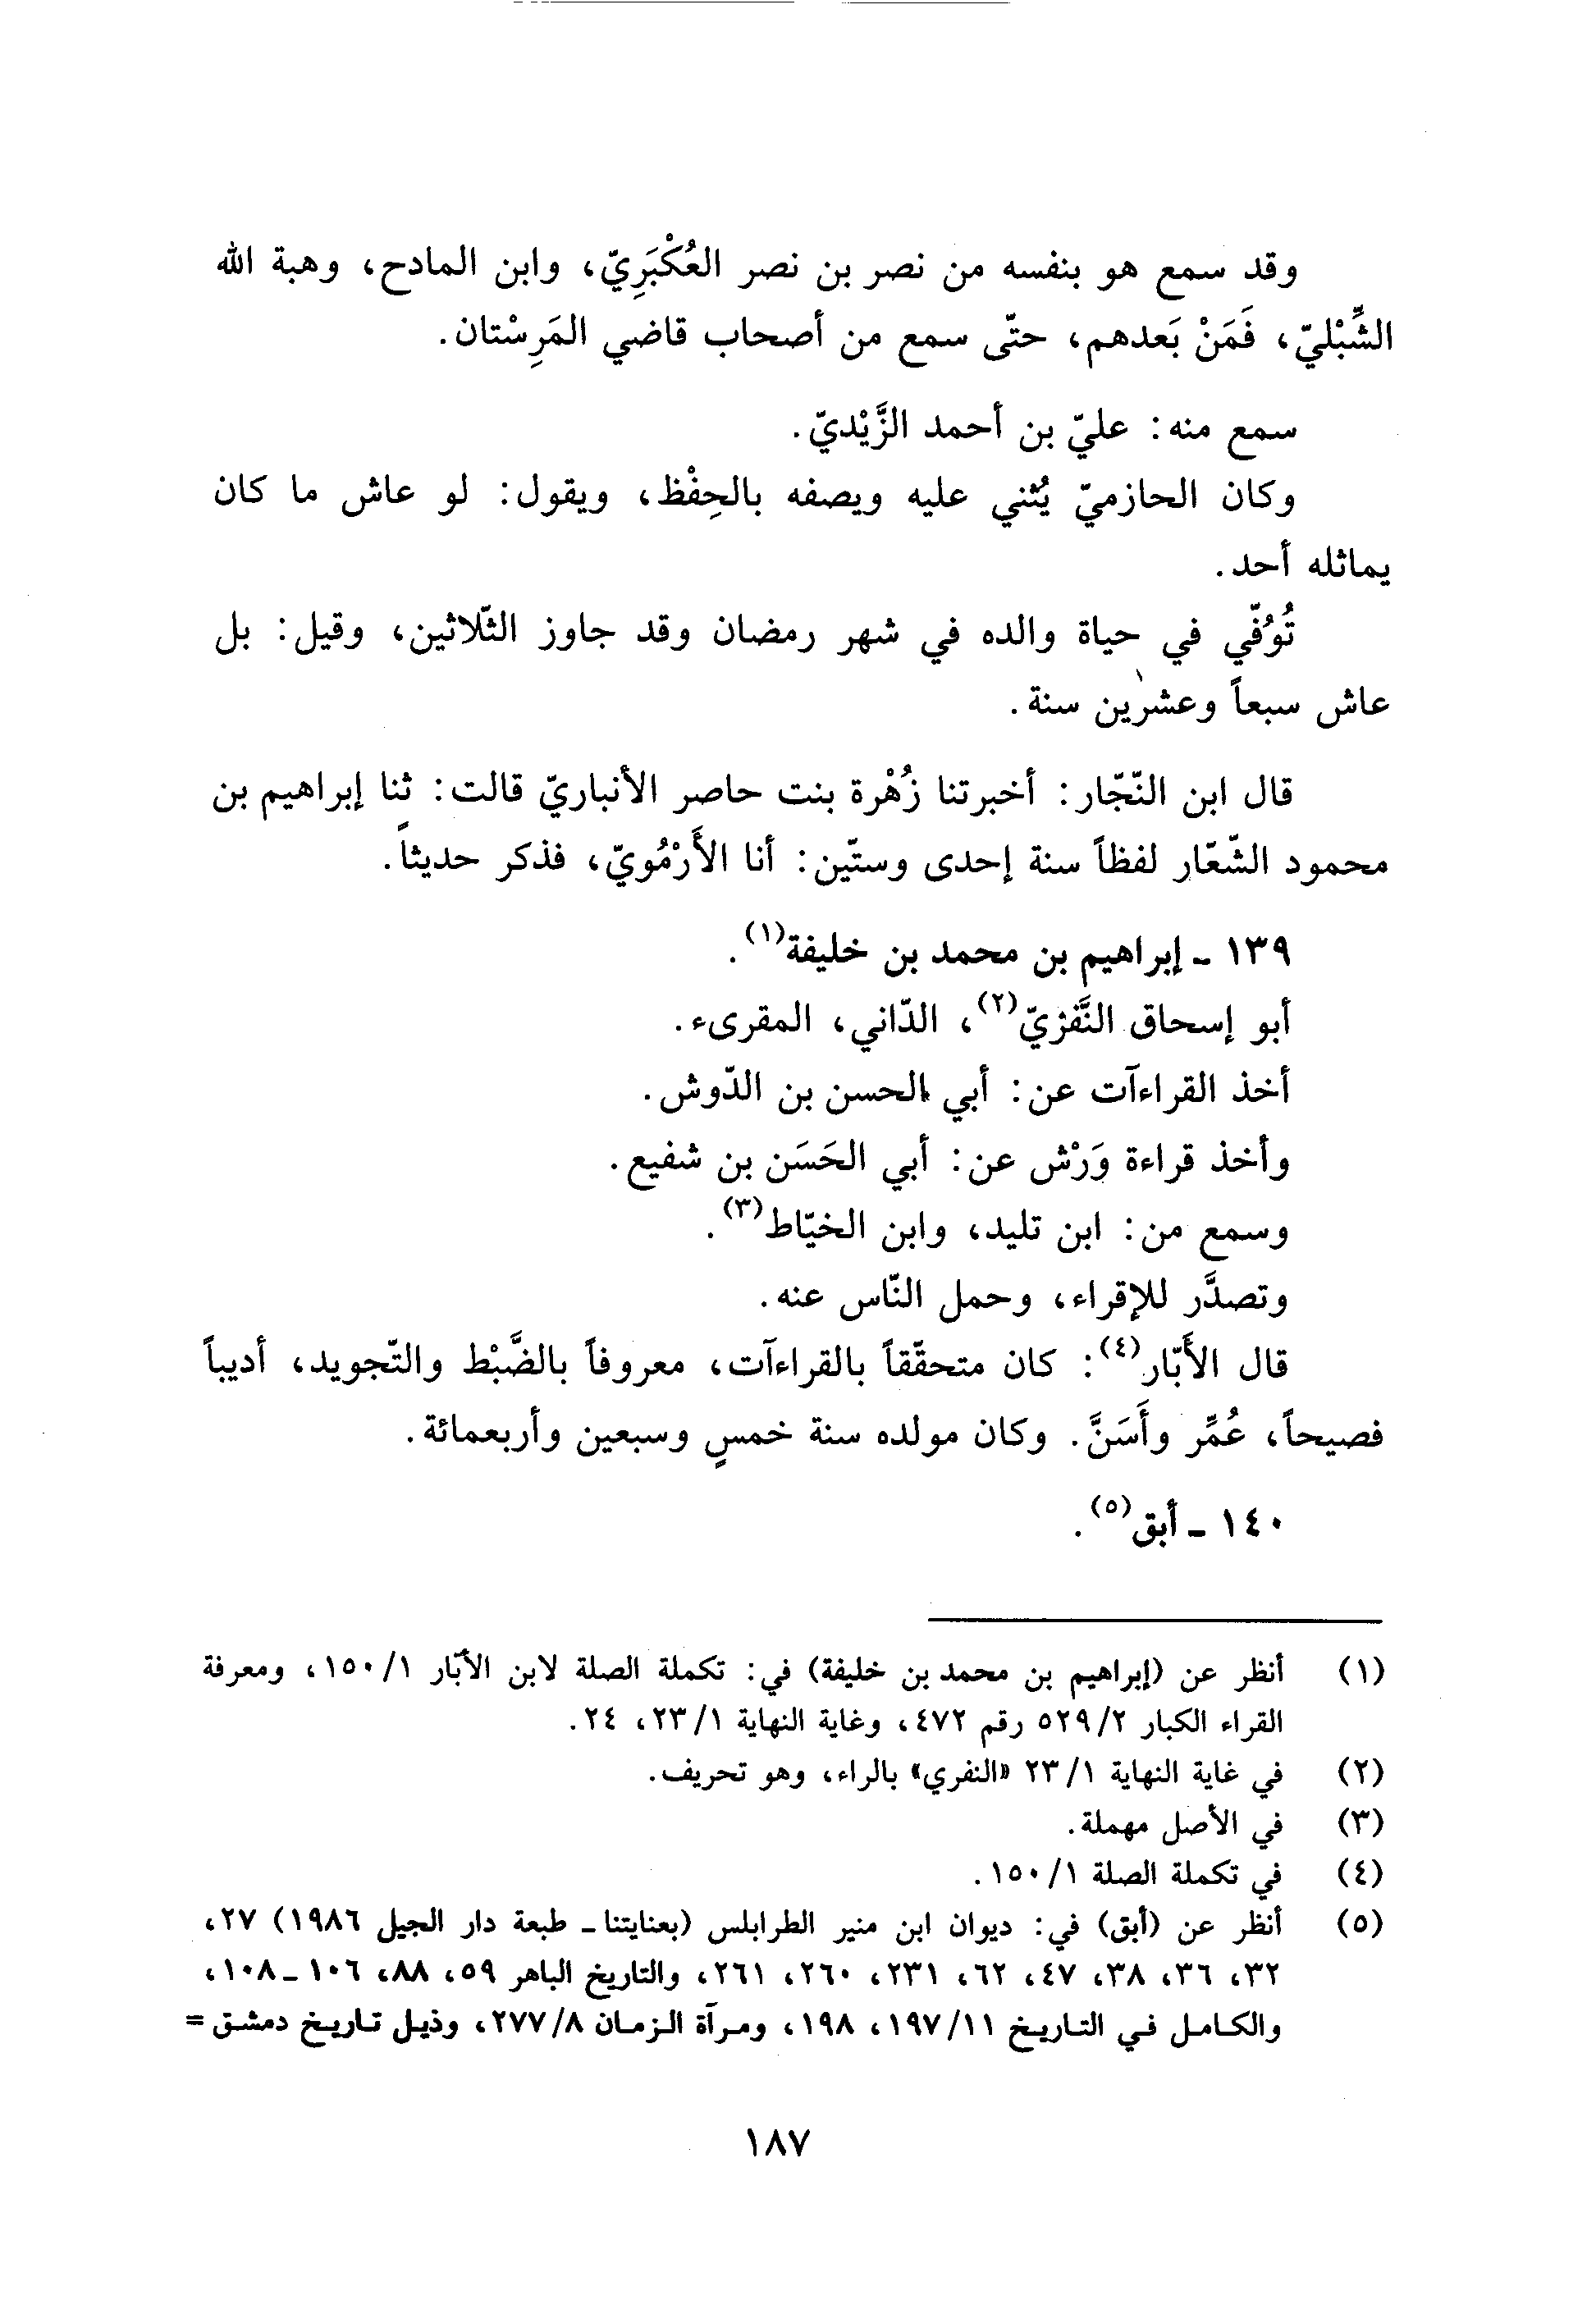 وقد سمع هو بنفسه من نصر بن نصر العُكْبَرِيّ، وابن المادح، وهبة الله
الشِّبْليّ، فَمَنْ بَعدهم، حتّى سمع من أصحاب قاضي المَرِسْتان.
سمع منه: عليّ بن أحمد الزَّيْديّ.
وكان الحازميّ يُثني عليه ويصفه بالحِفْظ، ويقول: لو عاش ما كان
يماثله أحد.
تُوُفّي في حياة والده في شهر رمضان وقد جاوز الثّلاثين، وقيل: بل
عاش سبعاً وعشرين سنة.
قال ابن النّجّار: أخبرتنا زُهْرة بنت حاصر الأنباريّ قالت: ثنا إبراهيم بن
محمود الشّعّار لفظاً سنة إحدى وستّين: أنا الأَرْمُويّ، فذكر حديثاً.
١٣٩ - إبراهيم بن محمد بن خليفة(١).
أبو إسحاق النَّفزيّ(٢)، الدّاني، المقرىء.
أخذ القراءآت عن: أبي الحسن بن الدّوش.
وأخذ قراءة وَرْش عن: أبي الحَسَن بن شفيع.
وسمع من: ابن تليد، وابن الخيّاط(٣).
وتصدَّر للإقراء، وحمل النّاس عنه.
قال الأَبّار(٤): كان متحقّقاً بالقراءآت، معروفاً بالضَّبْط والتّجويد، أديباً
فصيحاً، عُمِّر وأَسَنَّ. وكان مولده سنة خمسٍ وسبعين وأربعمائة.
١٤٠ - أبق(٥).
(١) أنظر عن (إبراهيم بن محمد بن خليفة) في: تكملة الصلة لابن الأبّار ١/ ١٥٠، ومعرفة
القراء الكبار ٢/ ٥٢٩ رقم ٤٧٢، وغاية النهاية ١/ ٢٣، ٢٤.
(٢) في غاية النهاية ١/ ٢٣ «النفري» بالراء، وهو تحريف.
(٣) في الأصل مهملة.
(٤) في تكملة الصلة ١/ ١٥٠.
(٥) أنظر عن (أبق) في: ديوان ابن منير الطرابلس (بعنايتنا - طبعة دار الجيل ١٩٨٦) ٢٧،
٣٢، ٣٦، ٣٨، ٤٧، ٦٢، ٢٣١، ٢٦٠، ٢٦١، والتاريخ الباهر ٥٩، ٨٨، ١٠٦ - ١٠٨،
والكامل في التاريخ ١١/ ١٩٧، ١٩٨، ومرآة الزمان ٨/ ٢٧٧، وذيل تاريخ دمشق =
١٨٧